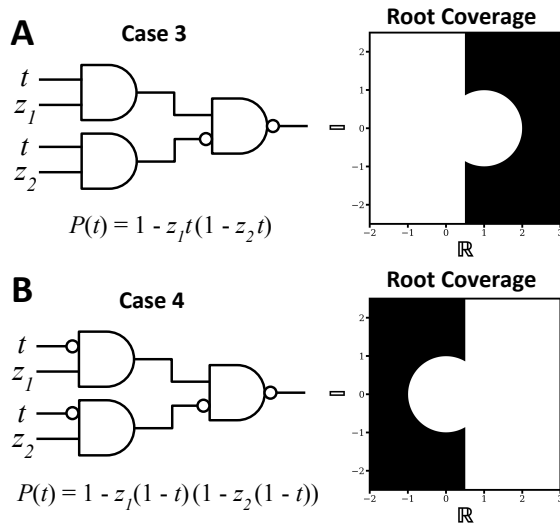 A
Case 3
t
z1
t
z2
P(t) = 1 - z1t(1 - z2t)
Root Coverage
2
1
0
-1
-2
-2 -1 0 1 2 3
𝕀
ℝ
B
Case 4
t
z1
t
z2
P(t) = 1 - z1(1 - t)(1 - z2(1 - t))
Root Coverage
2
1
0
-1
-2
-2 -1 0 1 2 3
𝕀
ℝ